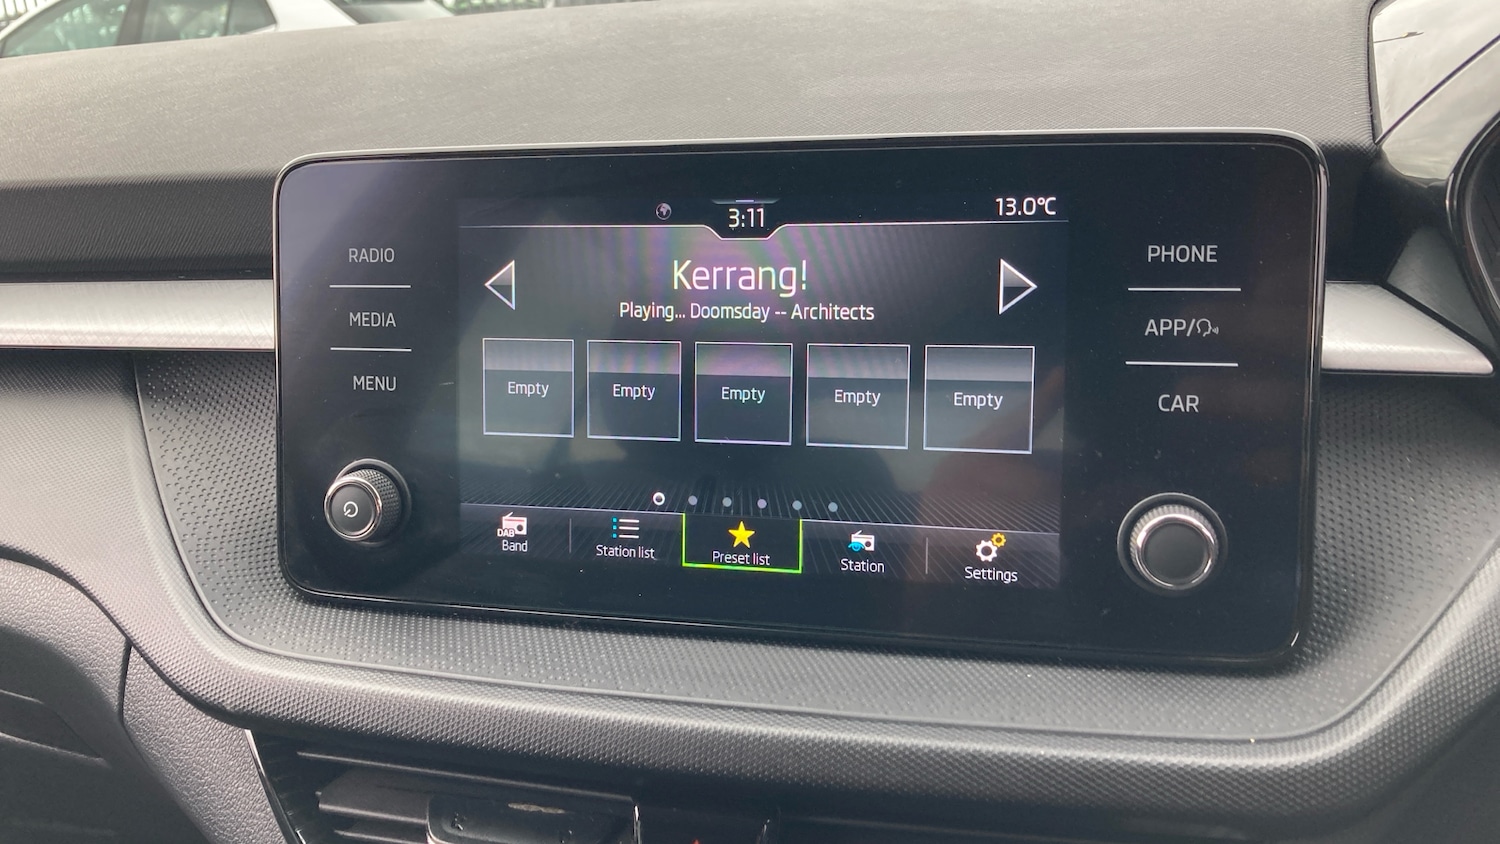 3:11
13.0°C
RADIO
MEDIA
MENU
Kerrang!
Playing... Doomsday -- Architects
Empty
Empty
Empty
Empty
Empty
DAB
Band
Station list
Preset list
Station
Settings
PHONE
APP/
CAR